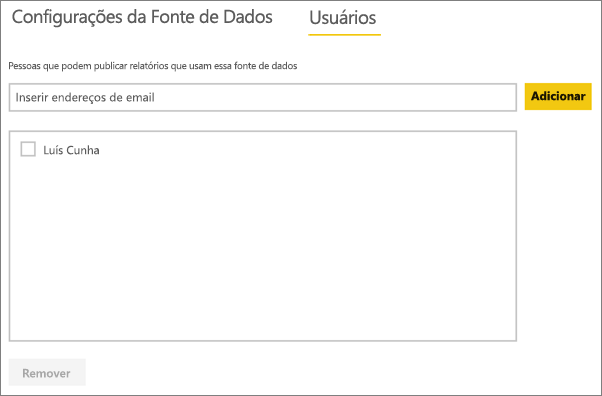 Configurações da Fonte de Dados Usuários
Pessoas que podem publicar relatórios que usam essa fonte de dados
Inserir endereços de email Adicionar
Luís Cunha
Remover